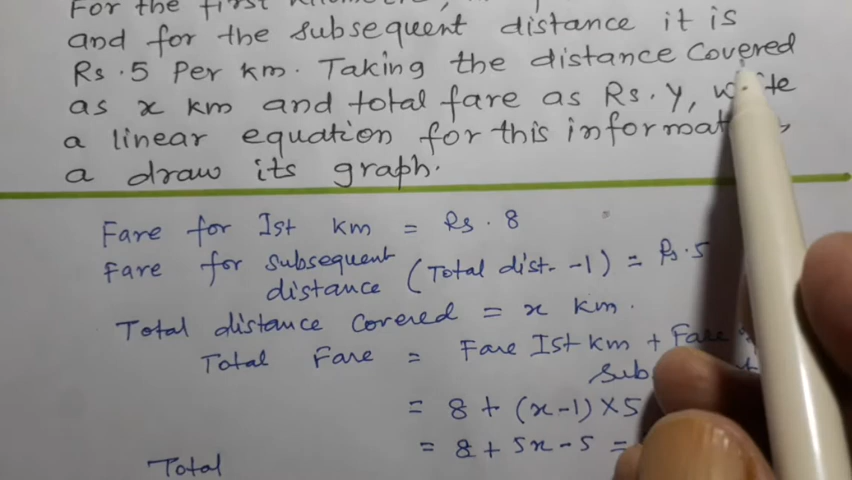 For the first
and for the subsequent distance it is
Rs. 5 Per km. Taking the distance Covered
as x km and total fare as Rs. y,
a linear equation for this
a draw its graph.
Fare for Ist km = Rs. 8
Fare for subsequent
distance (Total dist. -1) = Rs. 5
Total distance Covered = x km.
Total Fare = Fare Ist km + Fare
= 8 + (x-1) X 5
= 8 + 5x - 5 =
Total